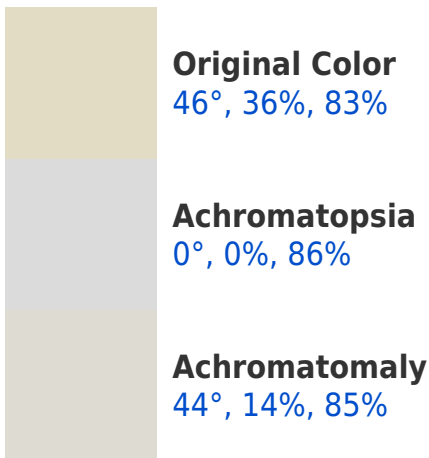 Original Color
46°, 36%, 83%
Achromatopsia
0°, 0%, 86%
Achromatomaly
44°, 14%, 85%